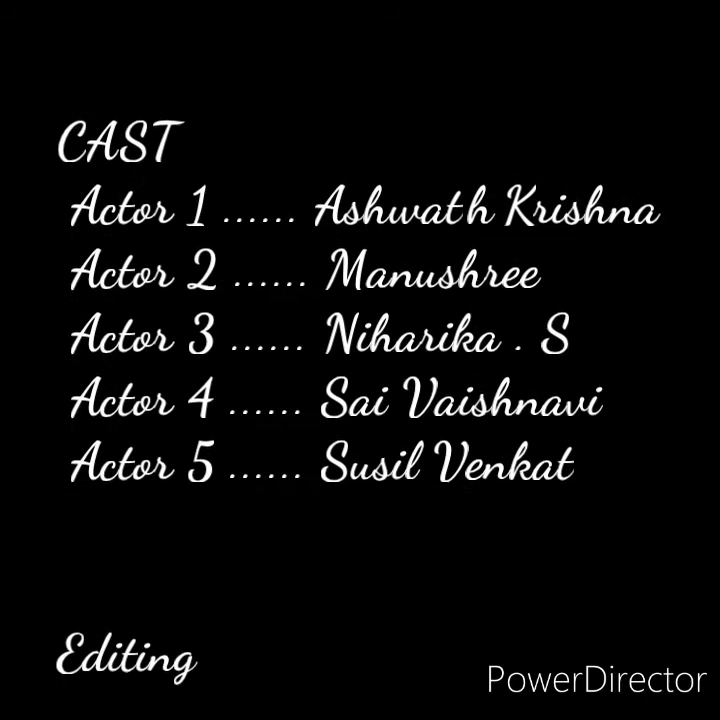 CAST
Actor 1 ...... Ashwath Krishna
Actor 2 ...... Manushree
Actor 3 ...... Niharika . S
Actor 4 ...... Sai Vaishnavi
Actor 5 ...... Susil Venkat
Editing
PowerDirector